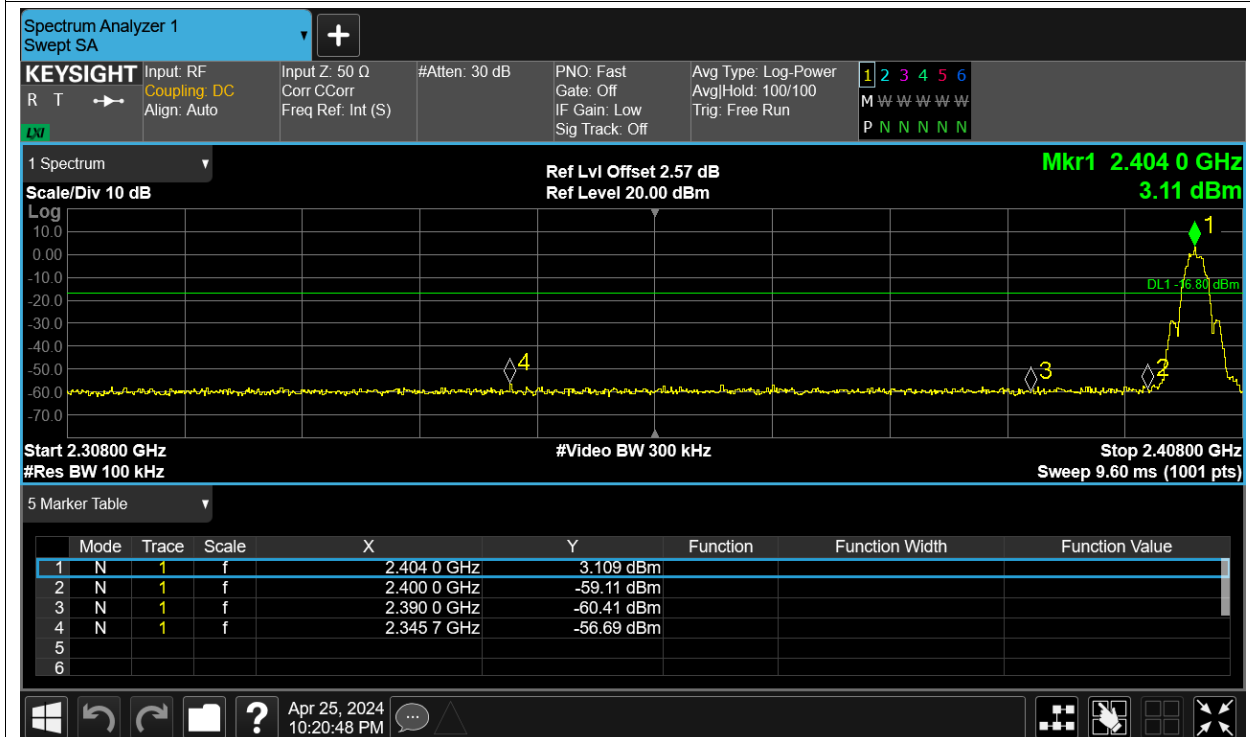 Spectrum Analyzer 1
Swept SA
+
KEYSIGHT Input: RF Input Z: 50 Ω #Atten: 30 dB PNO: Fast Avg Type: Log-Power 1 2 3 4 5 6
R T Coupling: DC Corr CCorr Gate: Off Avg|Hold: 100/100 M W W W W W W
Align: Auto Freq Ref: Int (S) IF Gain: Low Trig: Free Run
LXI Sig Track: Off P N N N N N N
1 Spectrum Ref Lvl Offset 2.57 dB Mkr1 2.404 0 GHz
Scale/Div 10 dB Ref Level 20.00 dBm 3.11 dBm
Log
10.0 1
0.00
-10.0
DL1 -16.80 dBm
-20.0
-30.0
-40.0
-50.0 4 3 2
-60.0
-70.0
Start 2.30800 GHz #Video BW 300 kHz Stop 2.40800 GHz
#Res BW 100 kHz Sweep 9.60 ms (1001 pts)
5 Marker Table
Mode Trace Scale X Y Function Function Width Function Value
1 N 1 f 2.404 0 GHz 3.109 dBm
2 N 1 f 2.400 0 GHz -59.11 dBm
3 N 1 f 2.390 0 GHz -60.41 dBm
4 N 1 f 2.345 7 GHz -56.69 dBm
5
6
? Apr 25, 2024
10:20:48 PM